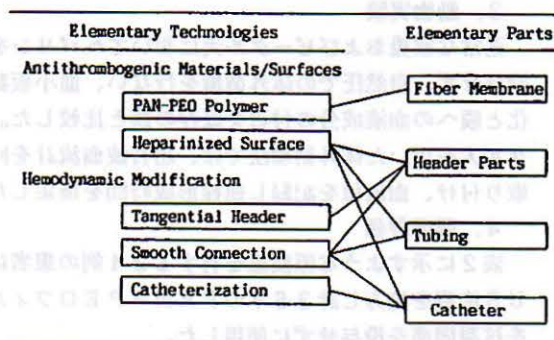 Elementary Technologies Elementary Parts
Antithrombogenic Materials/Surfaces
PAN-PEO Polymer
Fiber Membrane
Heparinized Surface
Header Parts
Hemodynamic Modification
Tangential Header
Tubing
Smooth Connection
Catheterization
Catheter